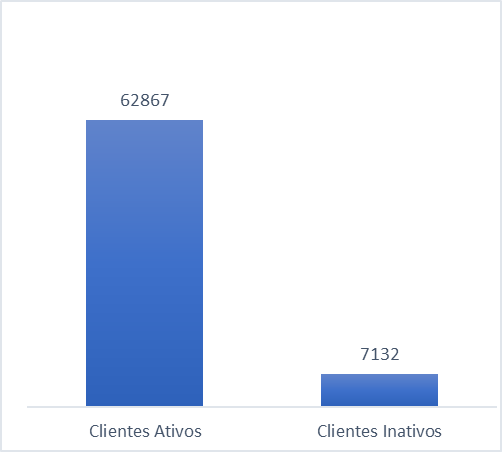 62867
7132
Clientes Ativos
Clientes Inativos